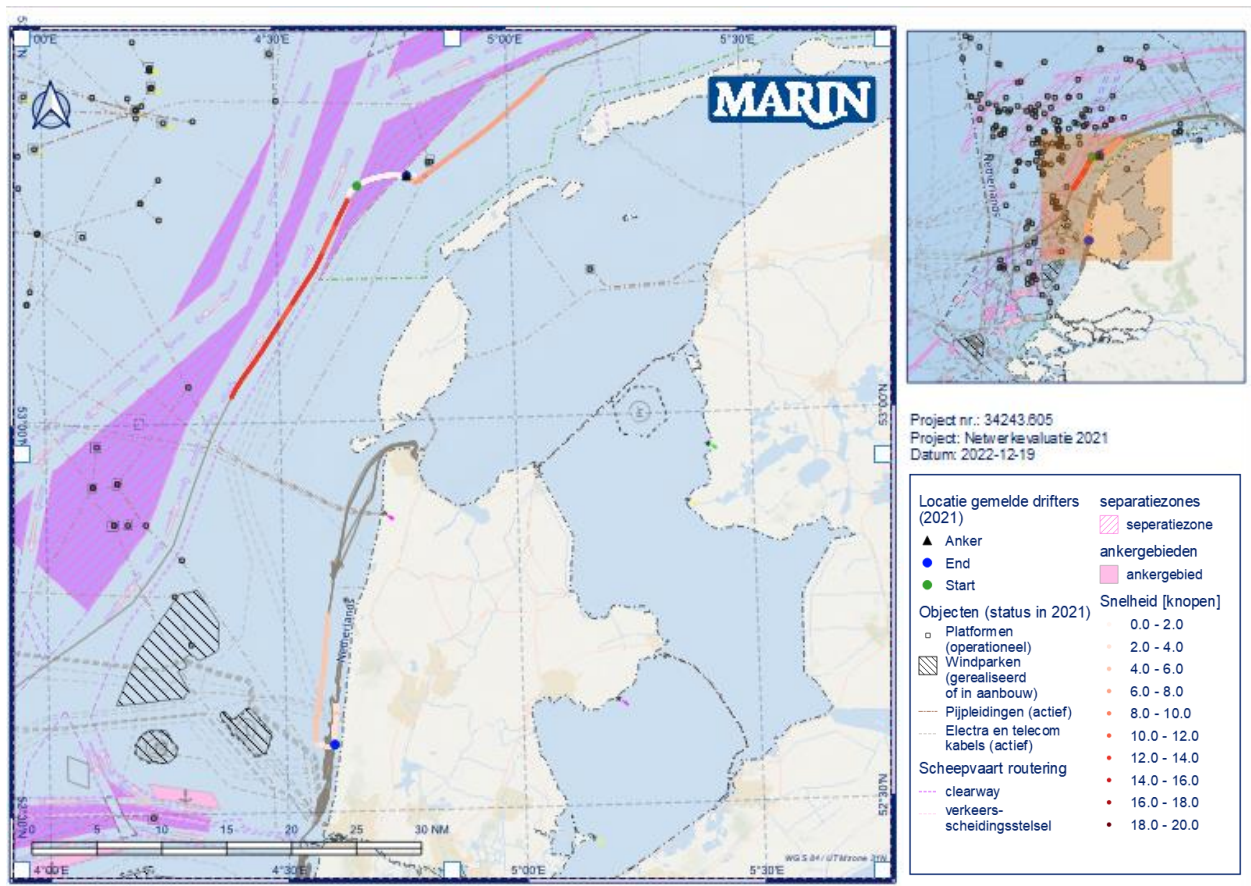 4°30'E
5°00'E
5°30'E
MARIN
53°00'N
53°00'N
Netherlands
Netherlands
52°30'N
0 5 10 15 20 25 30 NM
WGS 84 / UTM zone 31N
4°00'E
4°30'E
5°00'E
5°30'E
Project nr.: 34243.605
Project: Netwerkevaluatie 2021
Datum: 2022-12-19
Locatie gemelde drifters
(2021)
Anker
End
Start
Objecten (status in 2021)
Platformen
(operationeel)
Windparken
(gerealiseerd
of in aanbouw)
Pijpleidingen (actief)
Electra en telecom
kabels (actief)
Scheepvaart routering
clearway
verkeers-
scheidingsstelsel
separatiezones
seperatiezone
ankergebieden
ankergebied
Snelheid [knopen]
0.0 - 2.0
2.0 - 4.0
4.0 - 6.0
6.0 - 8.0
8.0 - 10.0
10.0 - 12.0
12.0 - 14.0
14.0 - 16.0
16.0 - 18.0
18.0 - 20.0